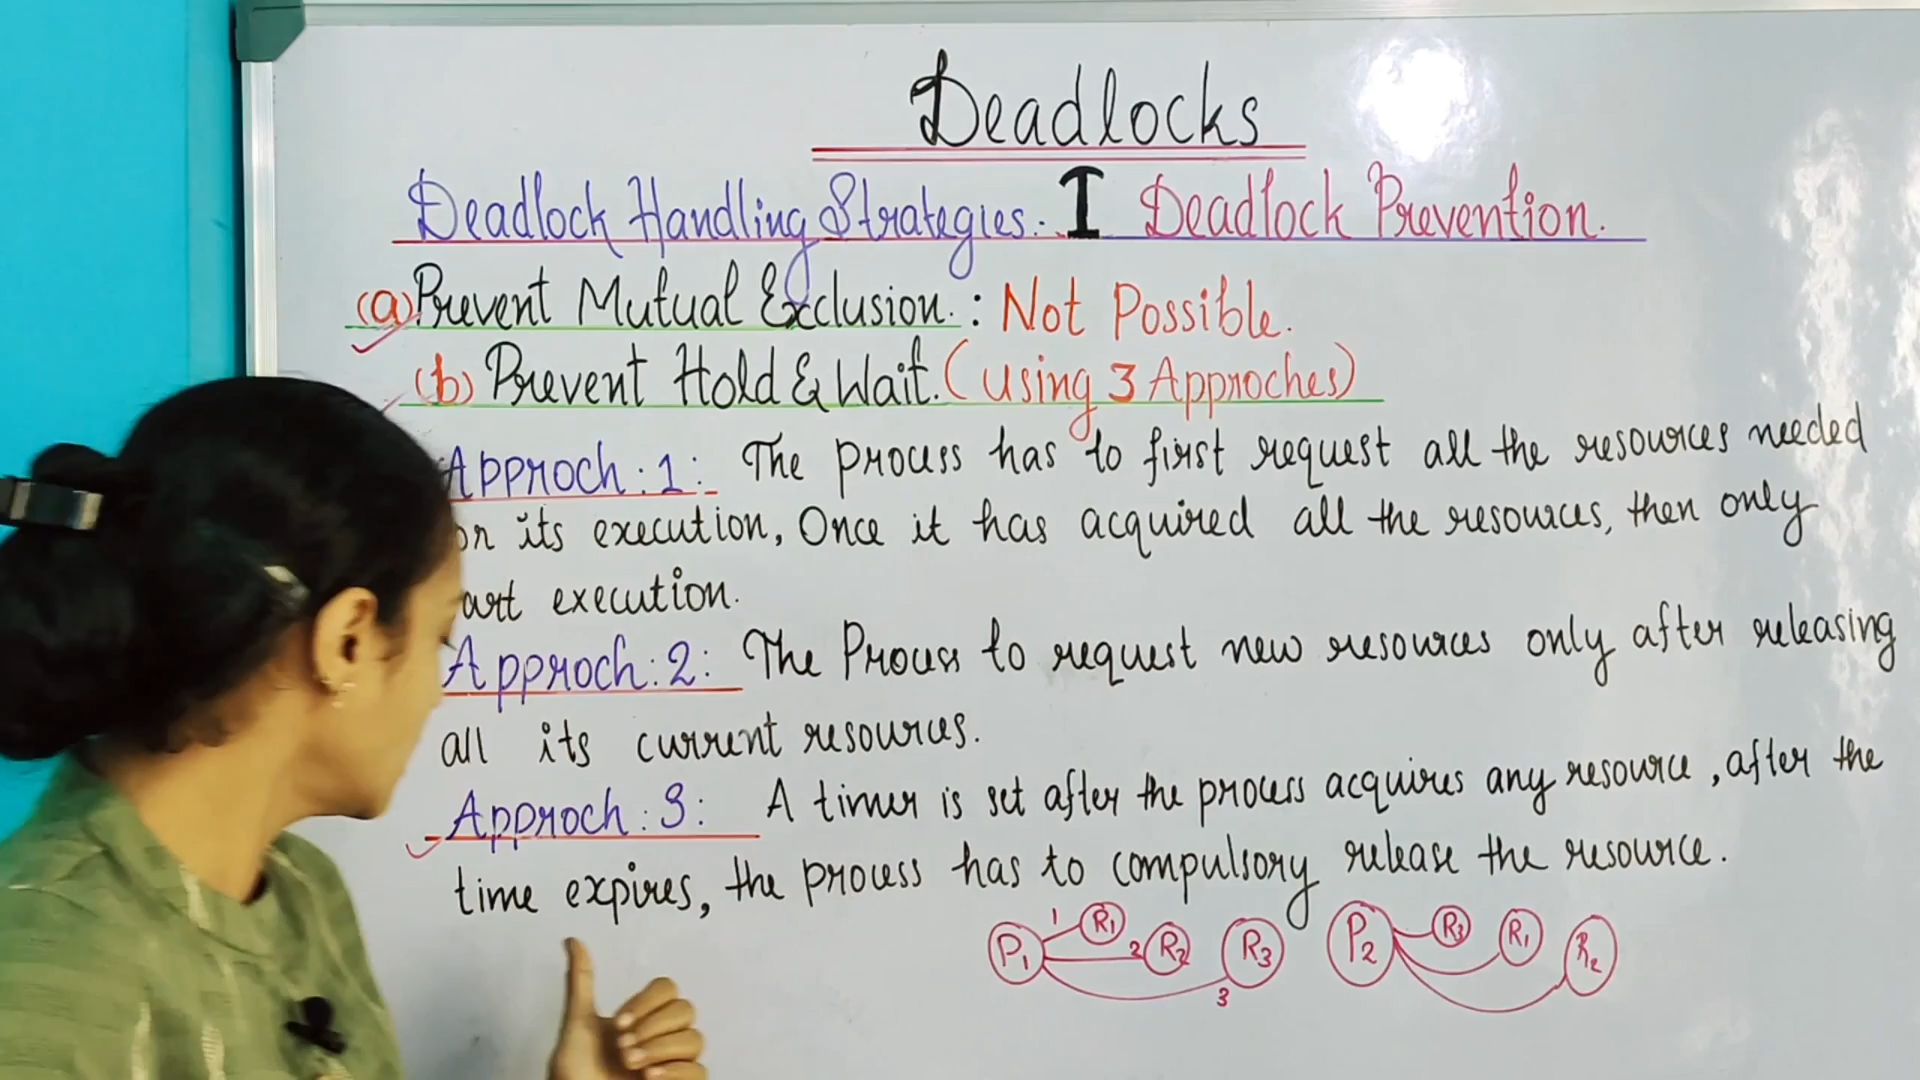 Deadlocks
Deadlock Handling Strategies:- I Deadlock Prevention.
(a) Prevent Mutual Exclusion. : Not Possible.
(b) Prevent Hold & Wait. (using 3 Approches)
Approch:1: The process has to first request all the resources needed
its execution, Once it has acquired all the resources, then only
execution.
Approch:2: The Process to request new resources only after releasing
all its current resources.
Approch:3: A timer is set after the process acquires any resource, after the
time expires, the process has to compulsory release the resource.
P1 1 R1 2 R2 R3 3 P2 R3 R1 R2